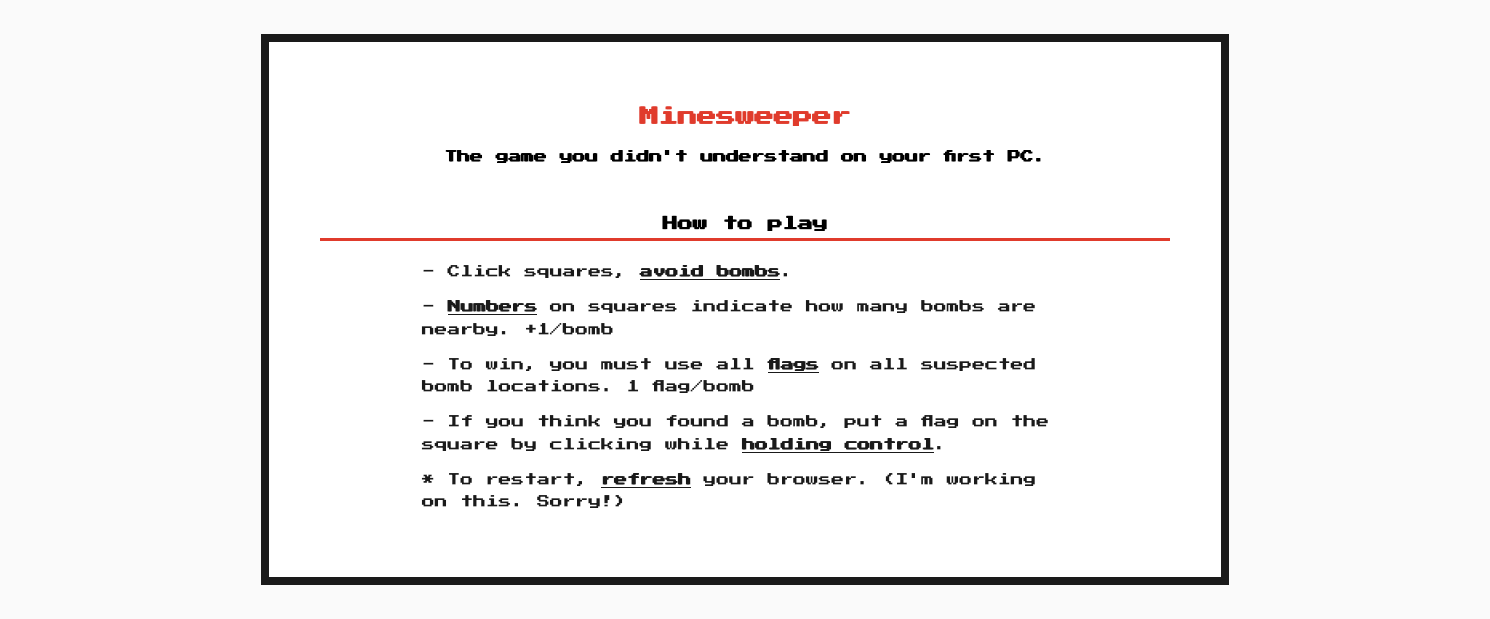 Minesweeper
The game you didn't understand on your first PC.
How to play
- Click squares, avoid bombs.
- Numbers on squares indicate how many bombs are
nearby. +1/bomb
- To win, you must use all flags on all suspected
bomb locations. 1 flag/bomb
- If you think you found a bomb, put a flag on the
square by clicking while holding control.
* To restart, refresh your browser. (I'm working
on this. Sorry!)